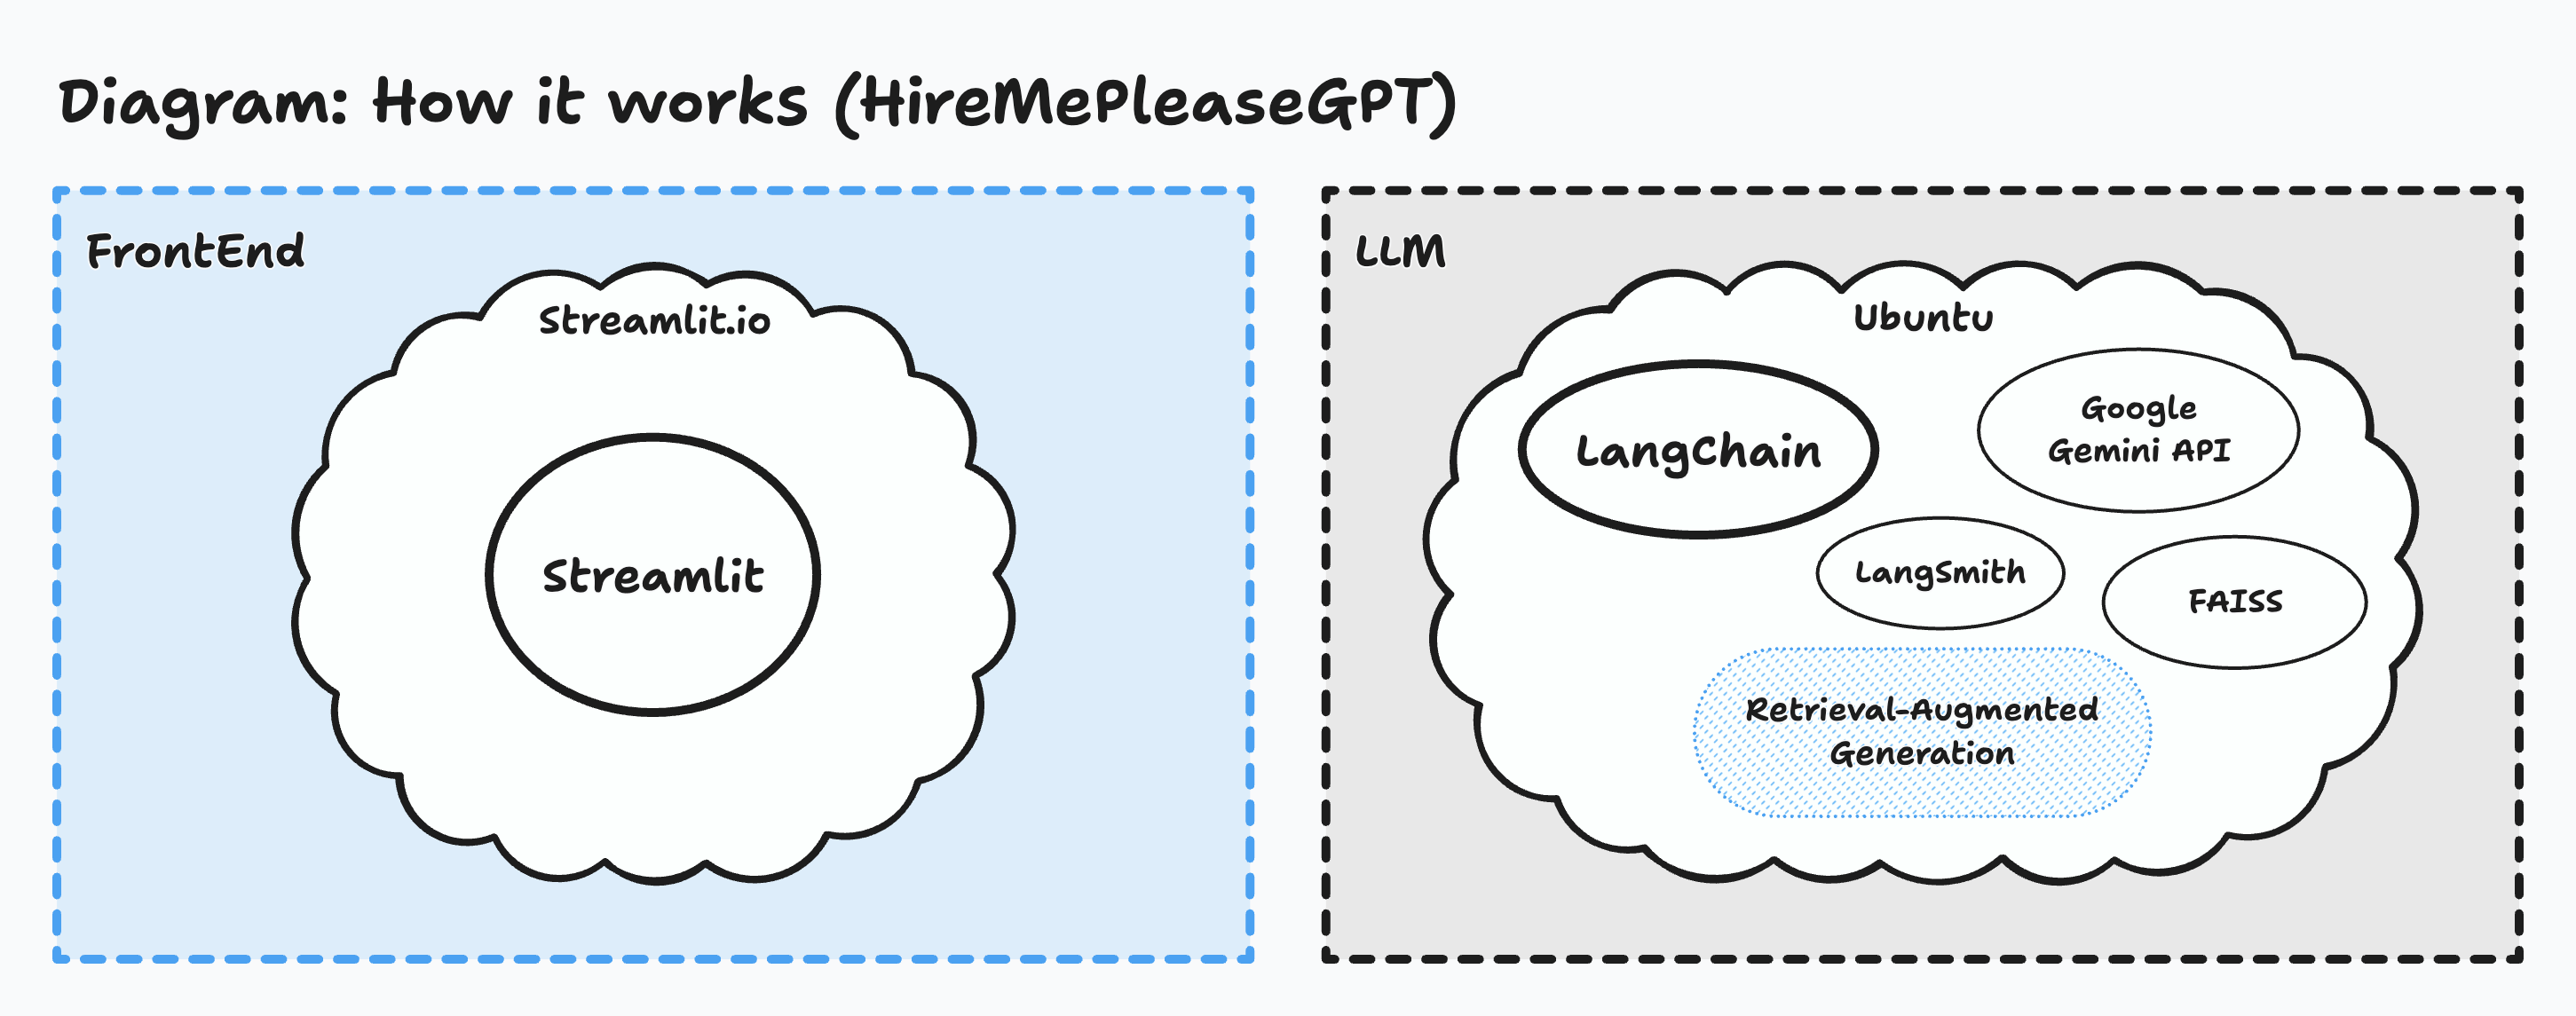 Diagram: How it works (HireMePleaseGPT)
FrontEnd
Streamlit.io
Streamlit
LLM
Ubuntu
LangChain
Google
Gemini API
LangSmith
FAISS
Retrieval-Augmented
Generation